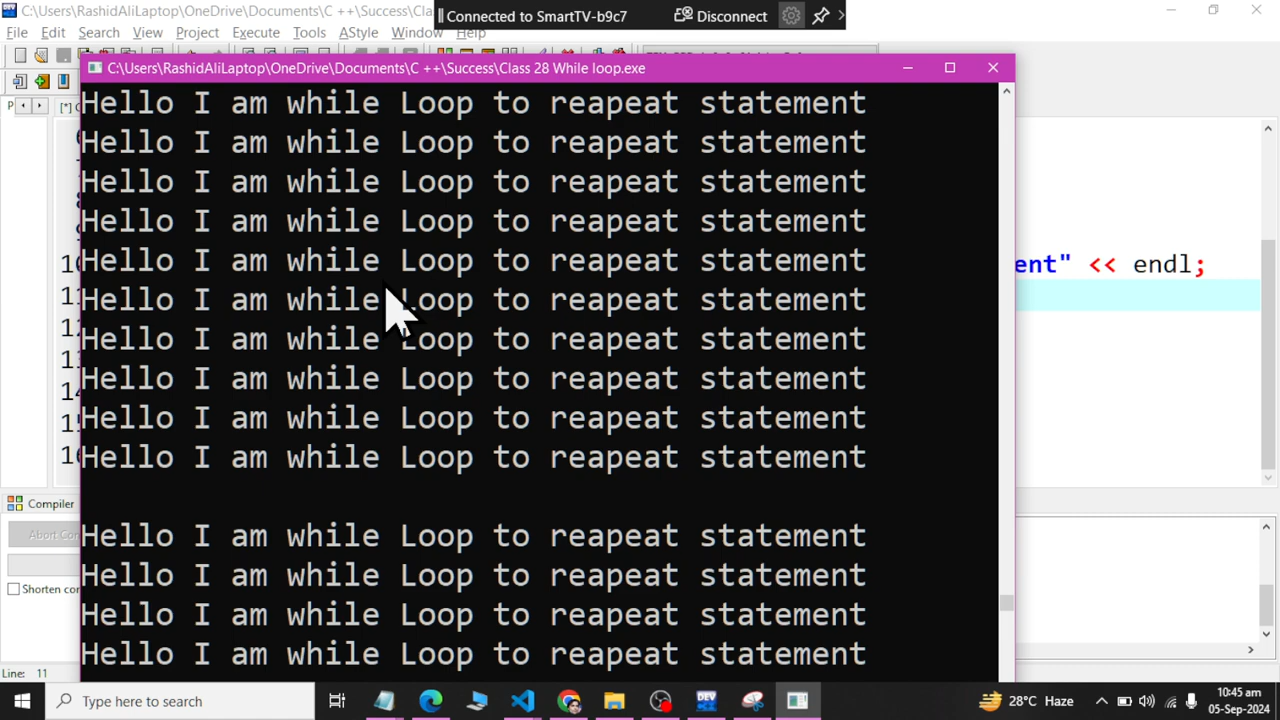 C:\Users\RashidAliLaptop\OneDrive\Documents\C ++\Success\Clas
Connected to SmartTV-b9c7
Disconnect
File Edit Search View Project Execute Tools AStyle Window Help
C:\Users\RashidAliLaptop\OneDrive\Documents\C ++\Success\Class 28 While loop.exe
Hello I am while Loop to reapeat statement
Hello I am while Loop to reapeat statement
Hello I am while Loop to reapeat statement
Hello I am while Loop to reapeat statement
Hello I am while Loop to reapeat statement
Hello I am while Loop to reapeat statement
Hello I am while Loop to reapeat statement
Hello I am while Loop to reapeat statement
Hello I am while Loop to reapeat statement
Hello I am while Loop to reapeat statement
Hello I am while Loop to reapeat statement
Hello I am while Loop to reapeat statement
Hello I am while Loop to reapeat statement
Hello I am while Loop to reapeat statement
ent" << endl;
Compiler
Abort Con
Shorten con
Line: 11
Type here to search
DEV
28°C Haze
10:45 am
05-Sep-2024